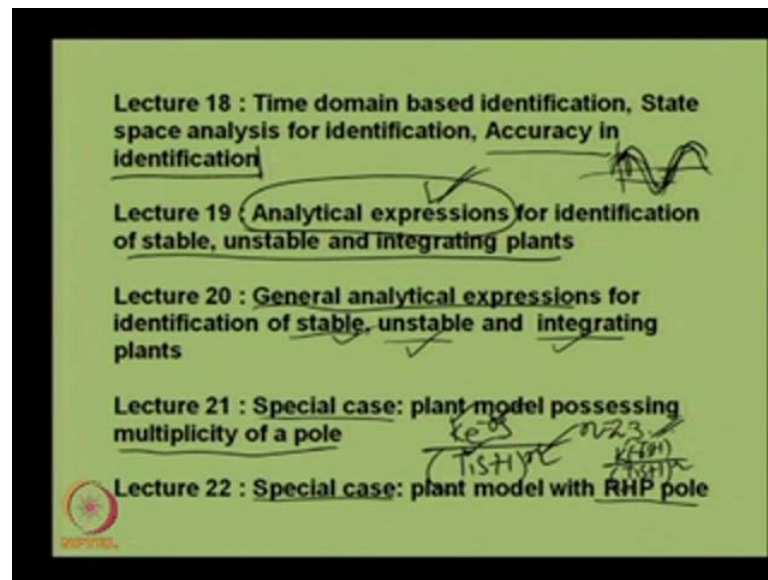 Lecture 18 : Time domain based identification, State
space analysis for identification, Accuracy in
identification
Lecture 19 : Analytical expressions for identification
of stable, unstable and integrating plants
Lecture 20 : General analytical expressions for
identification of stable, unstable and integrating
plants
Lecture 21 : Special case: plant model possessing
multiplicity of a pole
Lecture 22 : Special case: plant model with RHP pole
NPTEL